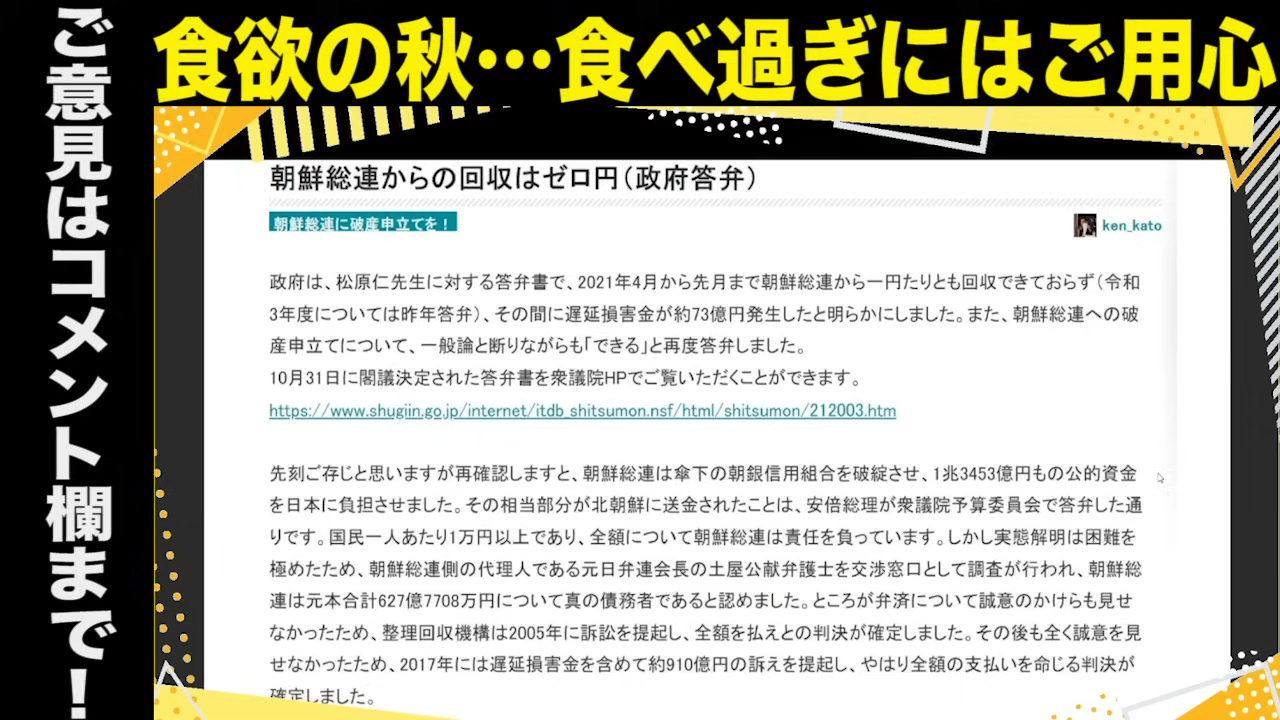 食欲の秋…食べ過ぎにはご用心
ご意見はコメント欄まで！
朝鮮総連からの回収はゼロ円（政府答弁）
朝鮮総連に破産申立てを！
ken_kato
政府は、松原仁先生に対する答弁書で、2021年4月から先月まで朝鮮総連から一円たりとも回収できておらず（令和
3年度については昨年答弁）、その間に遅延損害金が約73億円発生したと明らかにしました。また、朝鮮総連への破
産申立てについて、一般論と断りながらも「できる」と再度答弁しました。
10月31日に閣議決定された答弁書を衆議院HPでご覧いただくことができます。
https://www.shugiin.go.jp/internet/itdb_shitsumon.nsf/html/shitsumon/212003.htm
先刻ご存じと思いますが再確認しますと、朝鮮総連は傘下の朝銀信用組合を破綻させ、1兆3453億円もの公的資金
を日本に負担させました。その相当部分が北朝鮮に送金されたことは、安倍総理が衆議院予算委員会で答弁した通
りです。国民一人あたり1万円以上であり、全額について朝鮮総連は責任を負っています。しかし実態解明は困難を
極めたため、朝鮮総連側の代理人である元日弁連会長の土屋公献弁護士を交渉窓口として調査が行われ、朝鮮総
連は元本合計627億7708万円について真の債務者であると認めました。ところが弁済について誠意のかけらも見せ
なかったため、整理回収機構は2005年に訴訟を提起し、全額を払えとの判決が確定しました。その後も全く誠意を見
せなかったため、2017年には遅延損害金を含めて約910億円の訴えを提起し、やはり全額の支払いを命じる判決が
確定しました。